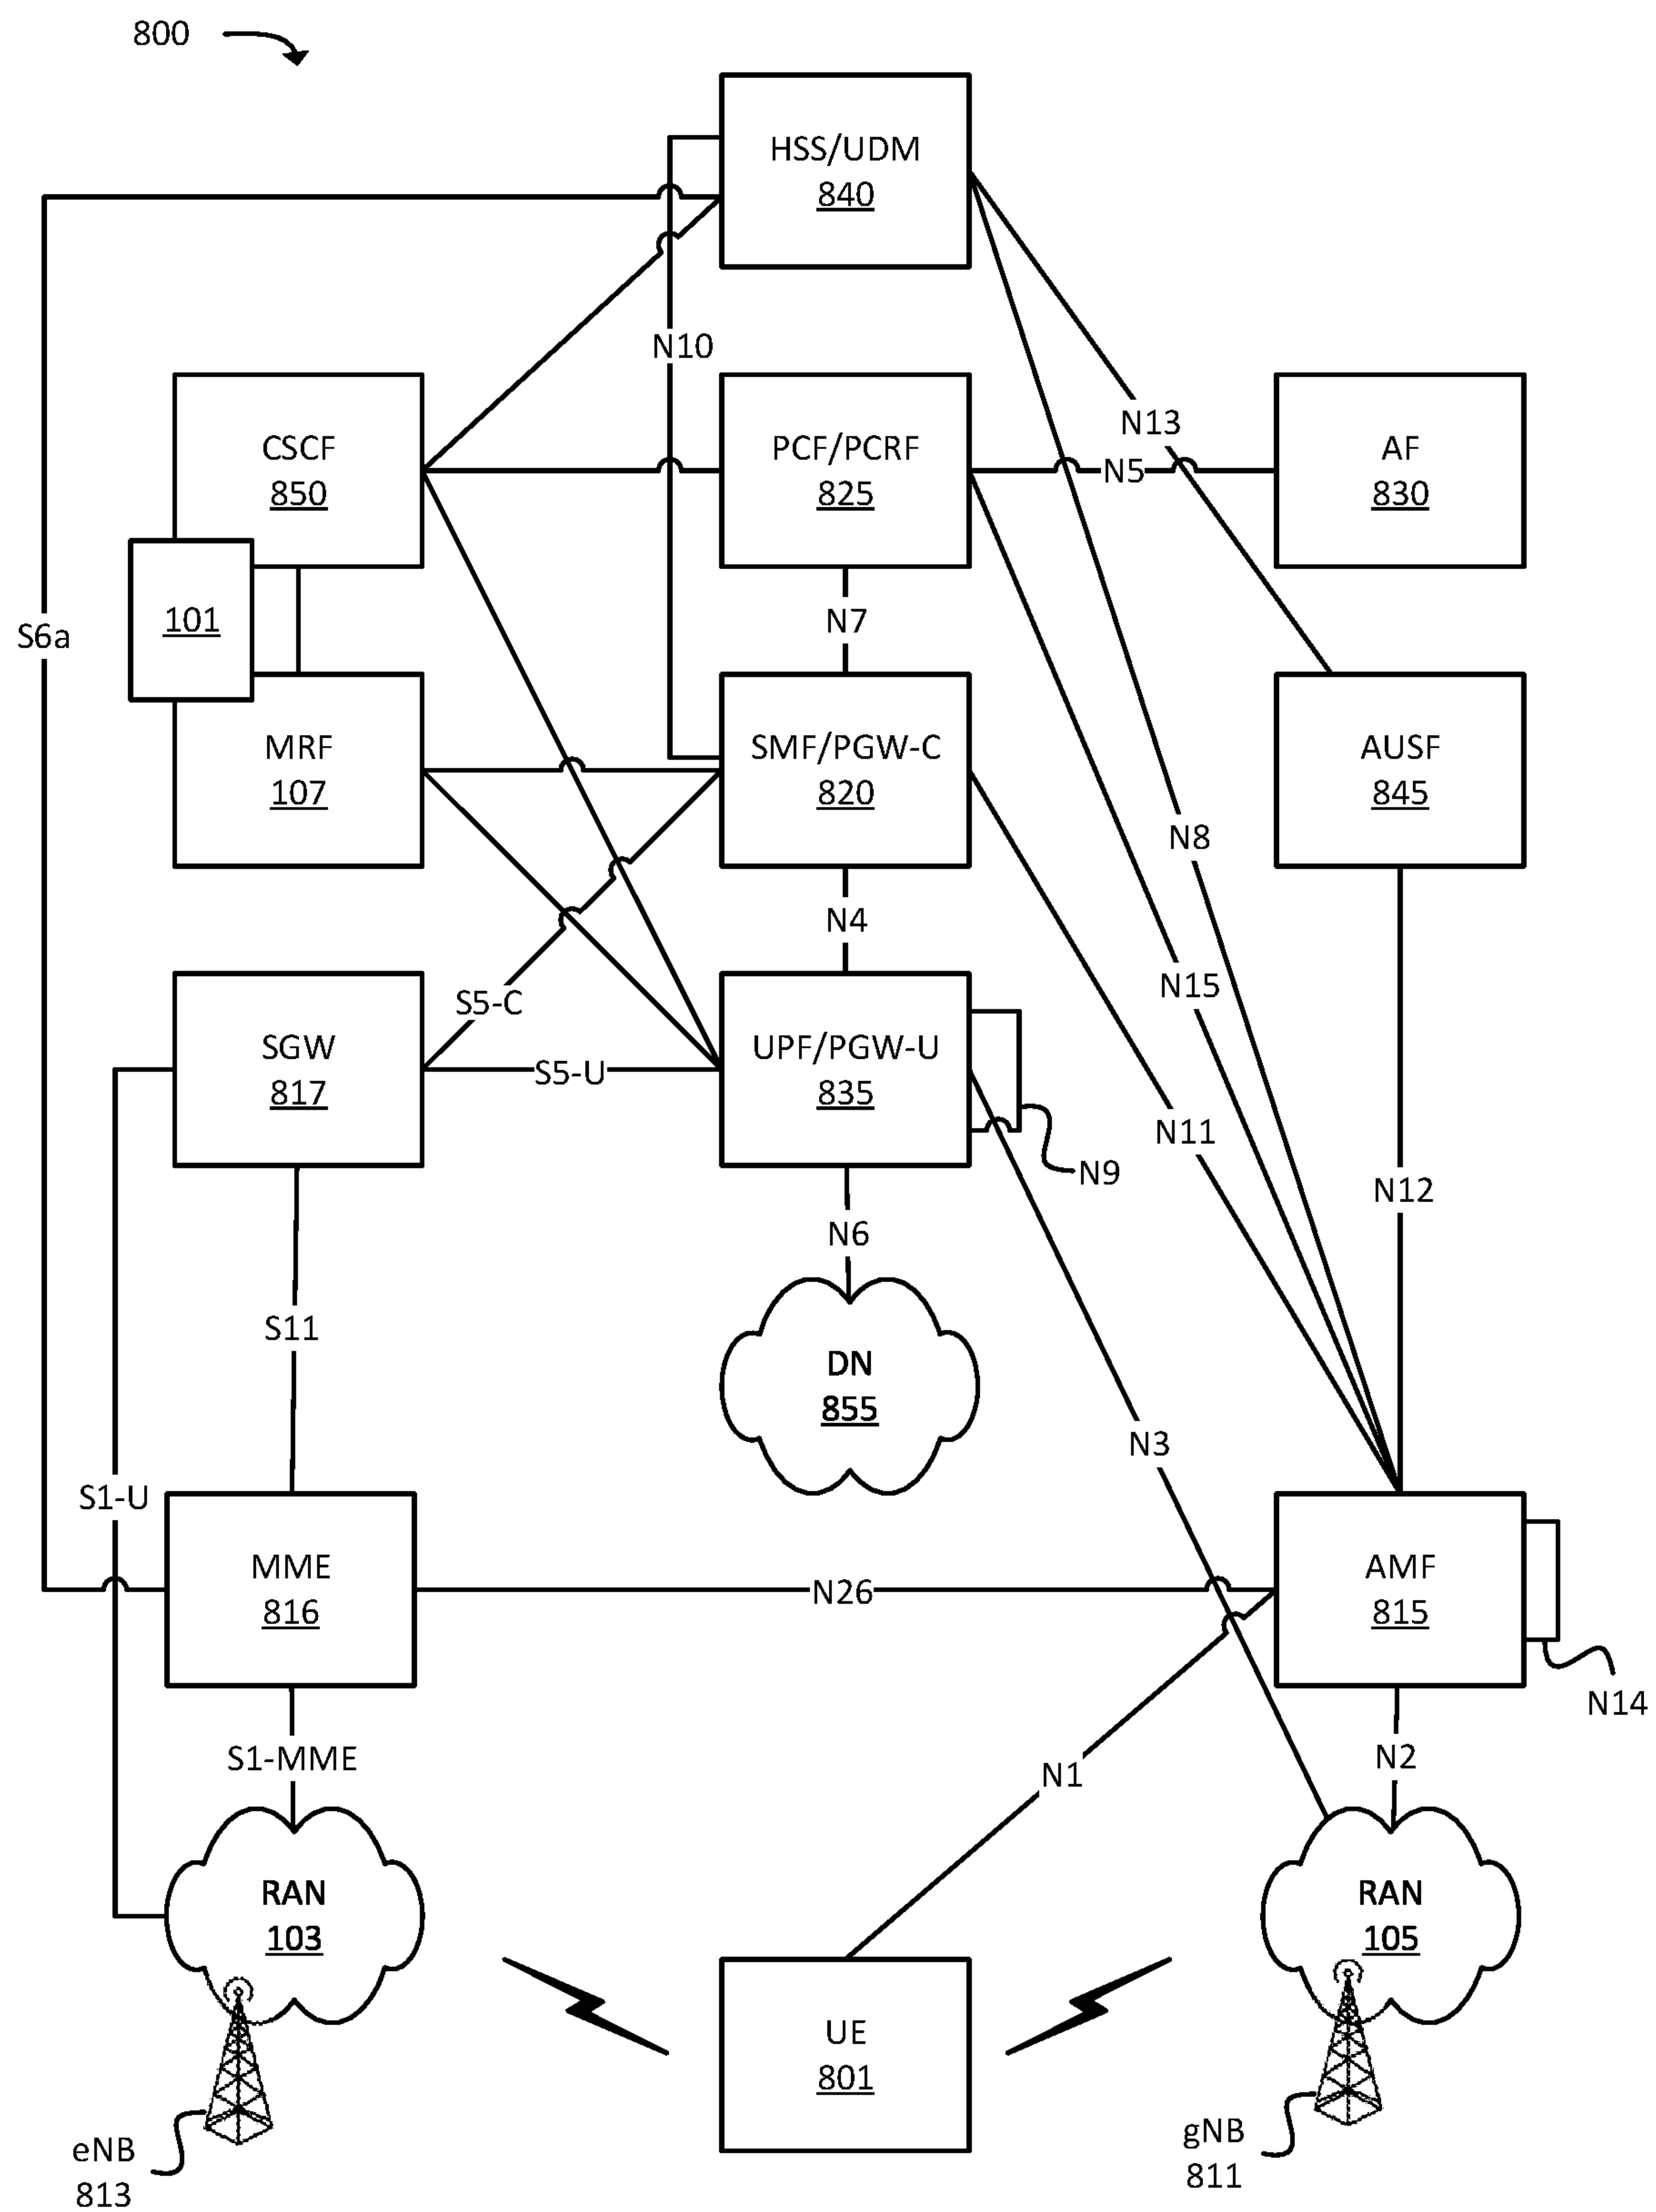 800
HSS/UDM
840
N10
N13
CSCF
850
PCF/PCRF
825
N5
AF
830
101
N7
S6a
MRF
107
SMF/PGW-C
820
AUSF
845
N8
N4
N15
S5-C
SGW
817
S5-U
UPF/PGW-U
835
N11
N9
N12
N6
S11
DN
855
N3
S1-U
MME
816
N26
AMF
815
N14
S1-MME
N2
N1
RAN
103
RAN
105
UE
801
eNB
813
gNB
811